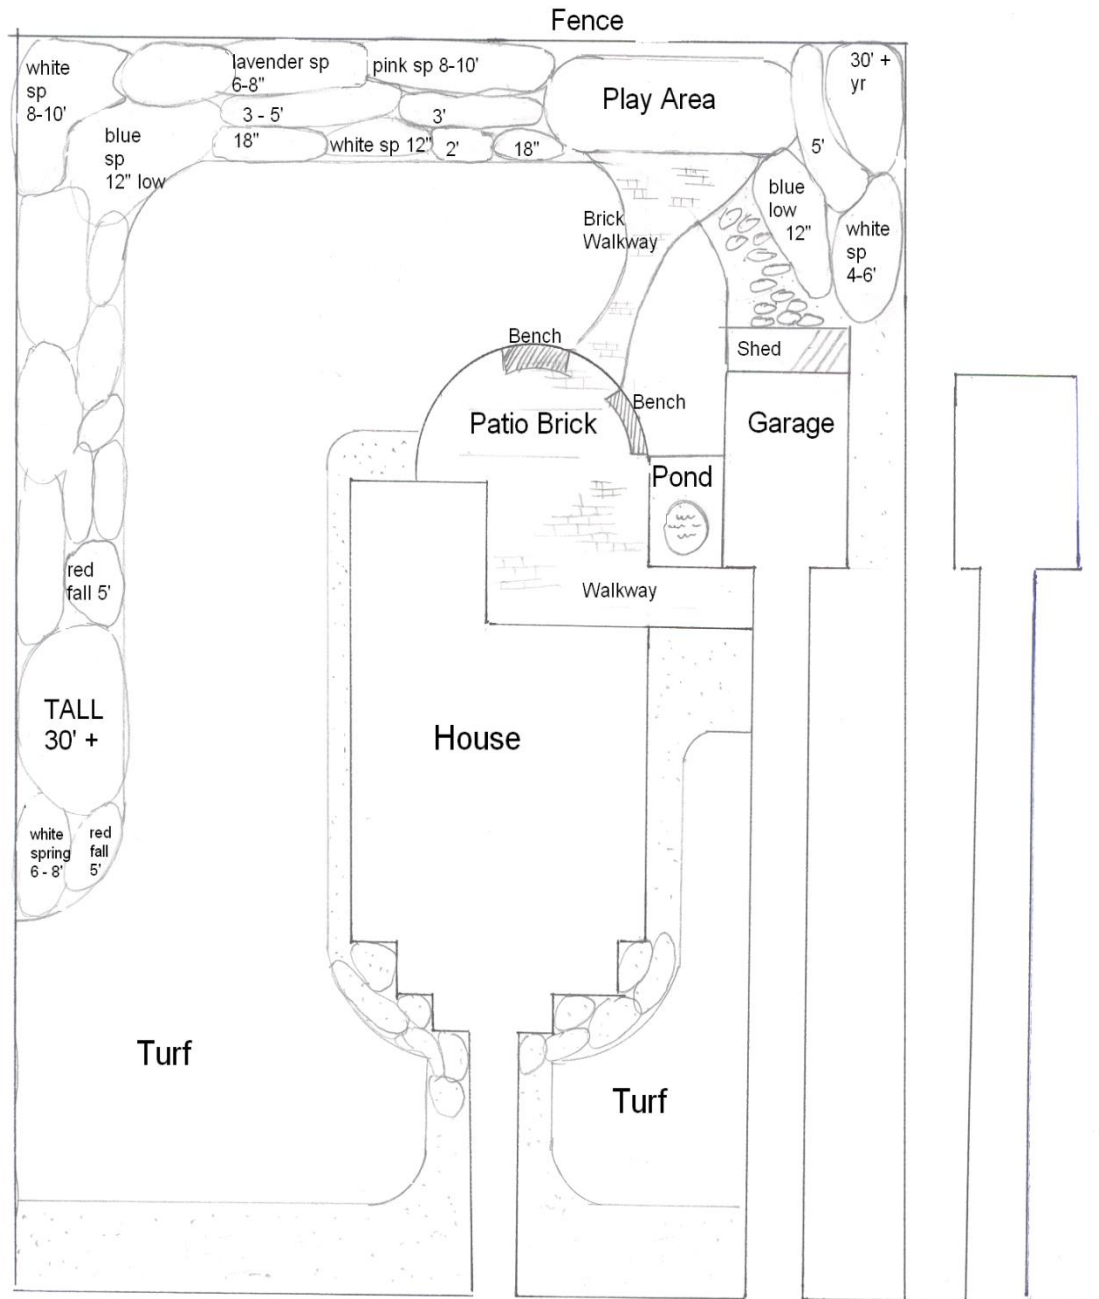 Fence
white
sp
8-10'
lavender sp
6-8"
pink sp 8-10'
Play Area
30' +
yr
3 - 5'
3'
18"
white sp 12"
2'
18"
5'
blue
sp
12" low
blue
low
12"
white
sp
4-6'
Brick
Walkway
Bench
Shed
Bench
Patio Brick
Garage
Pond
red
fall 5'
Walkway
TALL
30' +
House
white
spring
6 - 8'
red
fall
5'
Turf
Turf